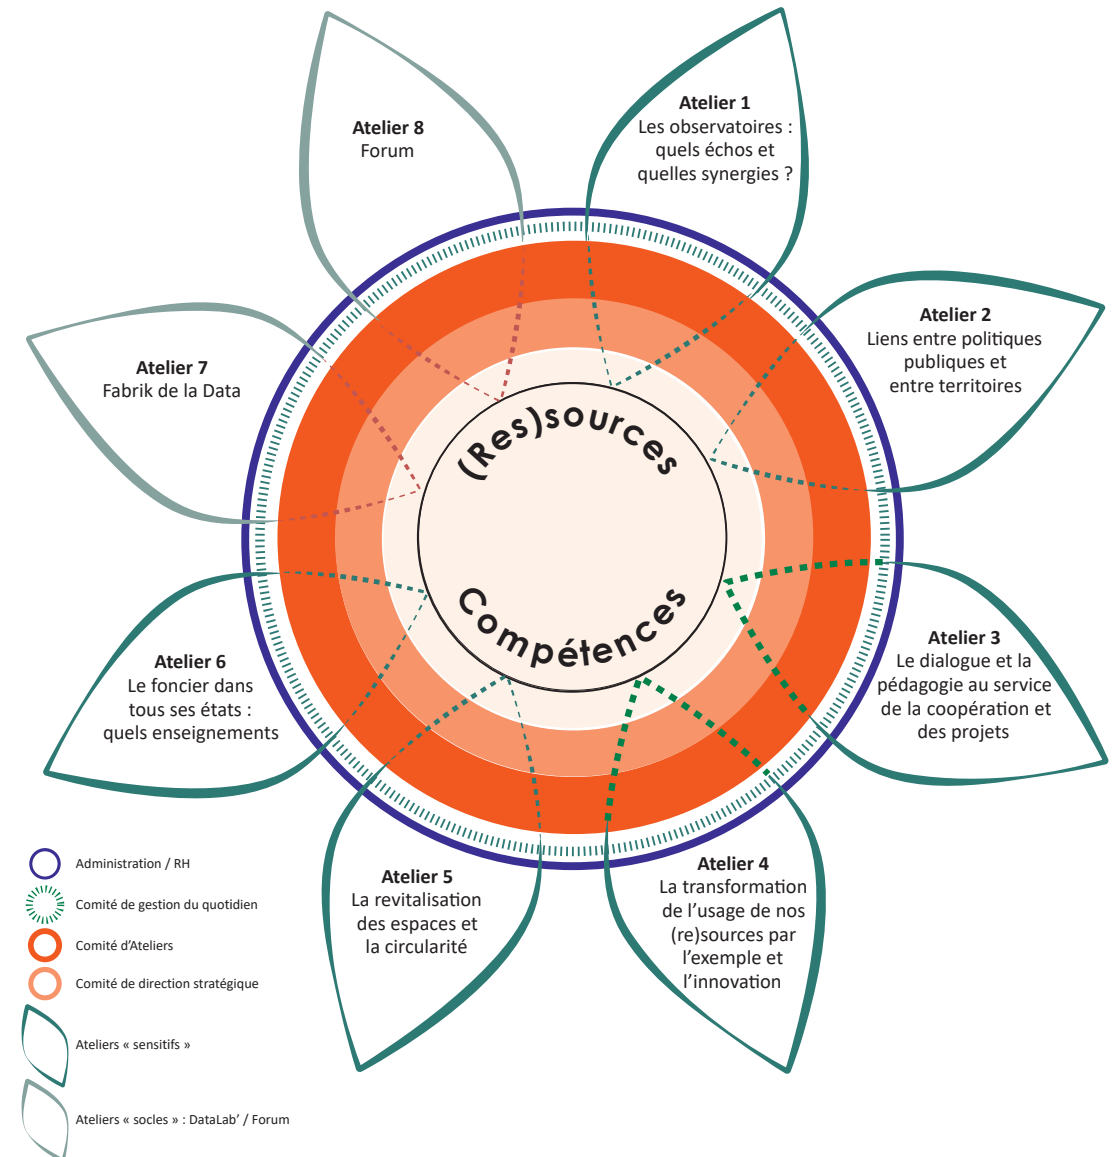 Atelier 1
Les observatoires :
quels échos et
quelles synergies ?
Atelier 2
Liens entre politiques
publiques et
entre territoires
Atelier 3
Le dialogue et la
pédagogie au service
de la coopération et
des projets
Atelier 4
La transformation
de l’usage de nos
(re)sources par
l’exemple et
l’innovation
Atelier 5
La revitalisation
des espaces et
la circularité
Atelier 6
Le foncier dans
tous ses états :
quels enseignements
Atelier 7
Fabrik de la Data
Atelier 8
Forum
(Res)sources
Compétences
Administration / RH
Comité de gestion du quotidien
Comité d’Ateliers
Comité de direction stratégique
Ateliers « sensitifs »
Ateliers « socles » : DataLab’ / Forum